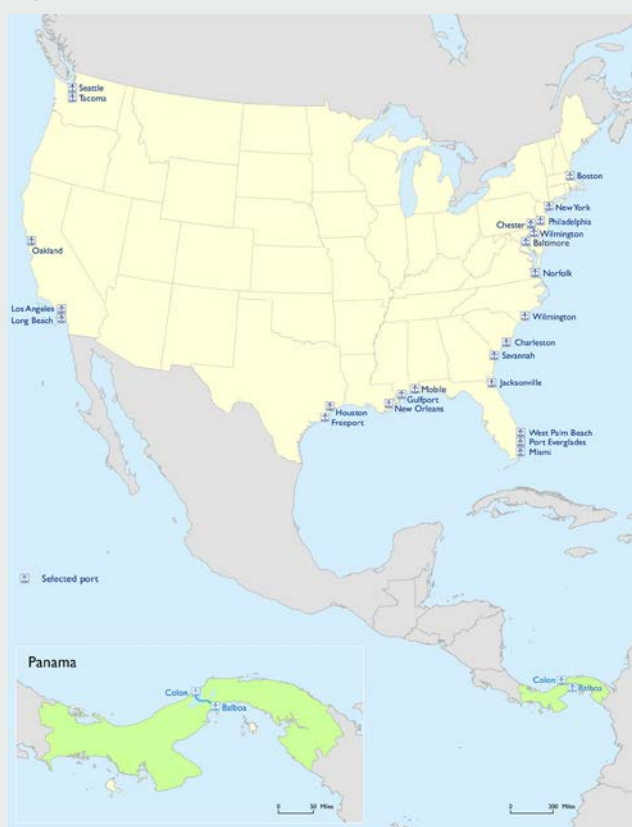 Seattle
Tacoma
Boston
New York
Philadelphia
Chester
Wilmington
Baltimore
Oakland
Norfolk
Los Angeles
Long Beach
Wilmington
Charleston
Savannah
Jacksonville
Mobile
Gulfport
New Orleans
Houston
Freeport
West Palm Beach
Port Everglades
Miami
Selected port
Panama
Colon
Balboa
Colon
Balboa
0 50 Miles
0 200 Miles